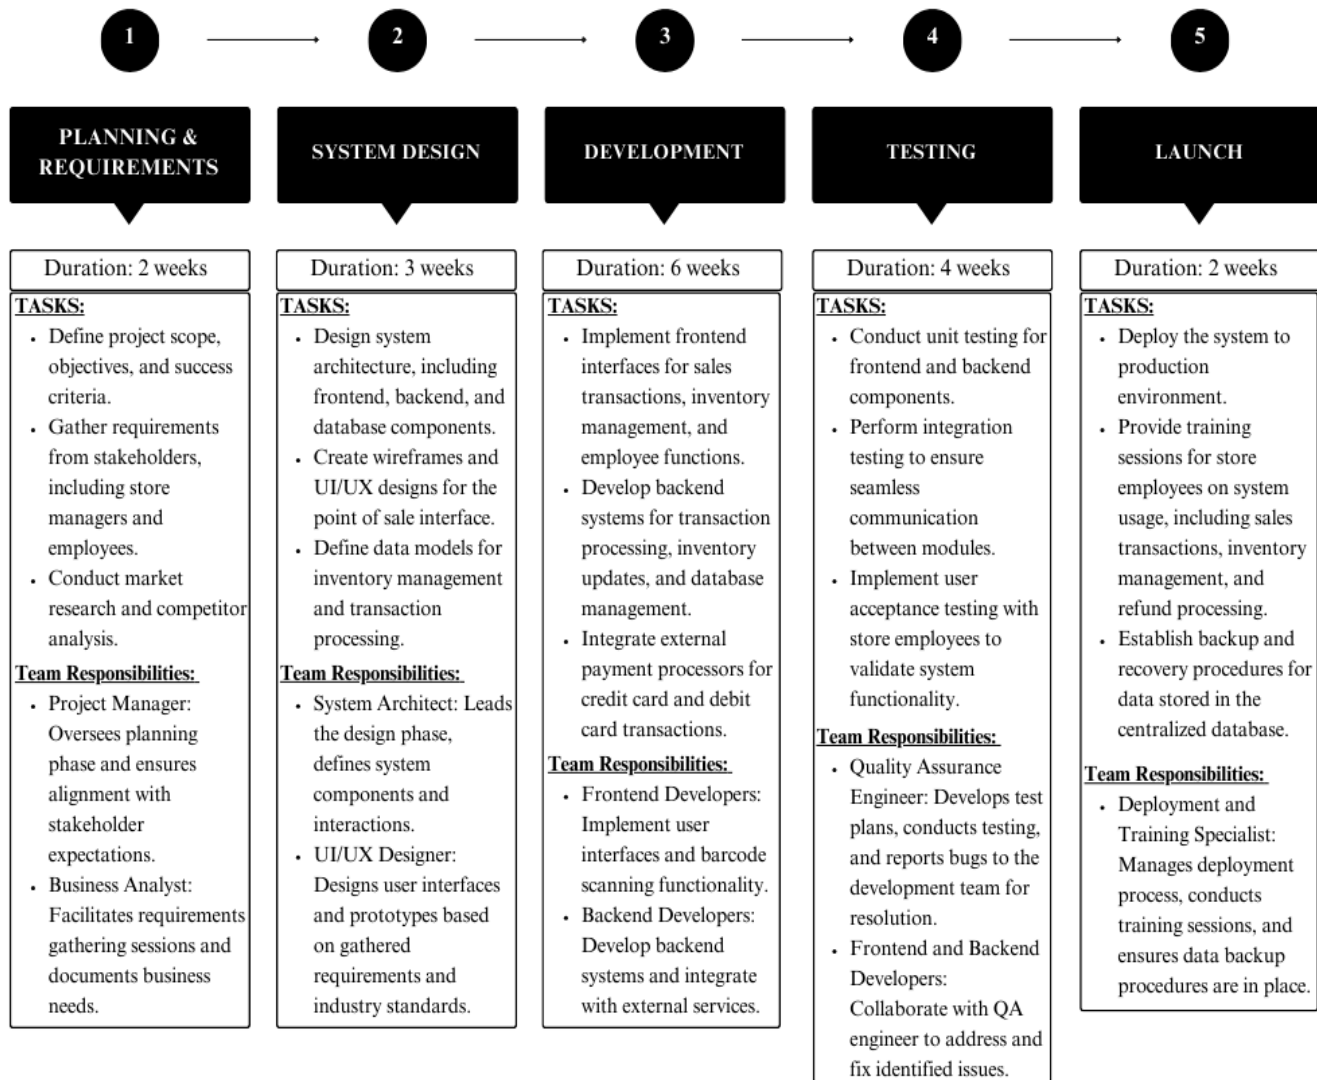 1
2
3
4
5
PLANNING &
REQUIREMENTS
SYSTEM DESIGN
DEVELOPMENT
TESTING
LAUNCH
Duration: 2 weeks
TASKS:
• Define project scope,
objectives, and success
criteria.
• Gather requirements
from stakeholders,
including store
managers and
employees.
• Conduct market
research and competitor
analysis.
Team Responsibilities:
• Project Manager:
Oversees planning
phase and ensures
alignment with
stakeholder
expectations.
• Business Analyst:
Facilitates requirements
gathering sessions and
documents business
needs.
Duration: 3 weeks
TASKS:
• Design system
architecture, including
frontend, backend, and
database components.
• Create wireframes and
UI/UX designs for the
point of sale interface.
• Define data models for
inventory management
and transaction
processing.
Team Responsibilities:
• System Architect: Leads
the design phase,
defines system
components and
interactions.
• UI/UX Designer:
Designs user interfaces
and prototypes based
on gathered
requirements and
industry standards.
Duration: 6 weeks
TASKS:
• Implement frontend
interfaces for sales
transactions, inventory
management, and
employee functions.
• Develop backend
systems for transaction
processing, inventory
updates, and database
management.
• Integrate external
payment processors for
credit card and debit
card transactions.
Team Responsibilities:
• Frontend Developers:
Implement user
interfaces and barcode
scanning functionality.
• Backend Developers:
Develop backend
systems and integrate
with external services.
Duration: 4 weeks
TASKS:
• Conduct unit testing for
frontend and backend
components.
• Perform integration
testing to ensure
seamless
communication
between modules.
• Implement user
acceptance testing with
store employees to
validate system
functionality.
Team Responsibilities:
• Quality Assurance
Engineer: Develops test
plans, conducts testing,
and reports bugs to the
development team for
resolution.
• Frontend and Backend
Developers:
Collaborate with QA
engineer to address and
fix identified issues.
Duration: 2 weeks
TASKS:
• Deploy the system to
production
environment.
• Provide training
sessions for store
employees on system
usage, including sales
transactions, inventory
management, and
refund processing.
• Establish backup and
recovery procedures for
data stored in the
centralized database.
Team Responsibilities:
• Deployment and
Training Specialist:
Manages deployment
process, conducts
training sessions, and
ensures data backup
procedures are in place.